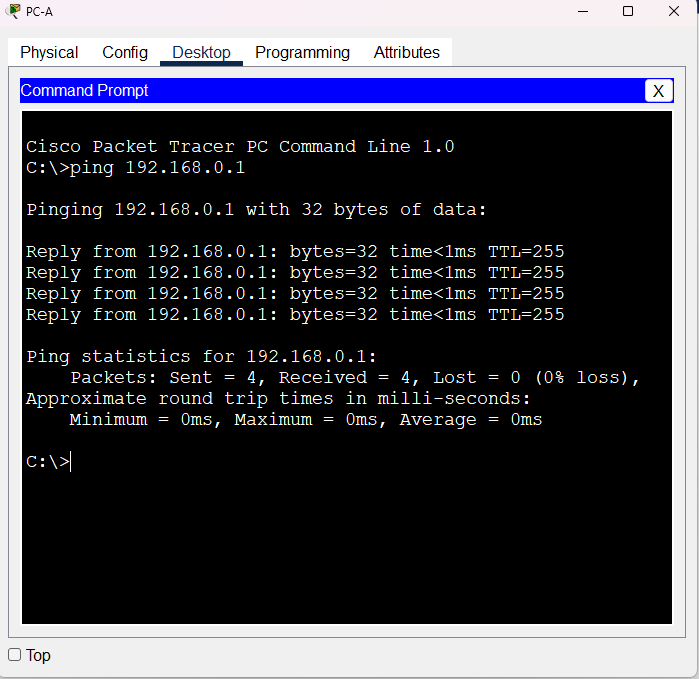 PC-A
Physical Config Desktop Programming Attributes
Command Prompt
X
Cisco Packet Tracer PC Command Line 1.0
C:\>ping 192.168.0.1
Pinging 192.168.0.1 with 32 bytes of data:
Reply from 192.168.0.1: bytes=32 time<1ms TTL=255
Reply from 192.168.0.1: bytes=32 time<1ms TTL=255
Reply from 192.168.0.1: bytes=32 time<1ms TTL=255
Reply from 192.168.0.1: bytes=32 time<1ms TTL=255
Ping statistics for 192.168.0.1:
Packets: Sent = 4, Received = 4, Lost = 0 (0% loss),
Approximate round trip times in milli-seconds:
Minimum = 0ms, Maximum = 0ms, Average = 0ms
C:\>
Top